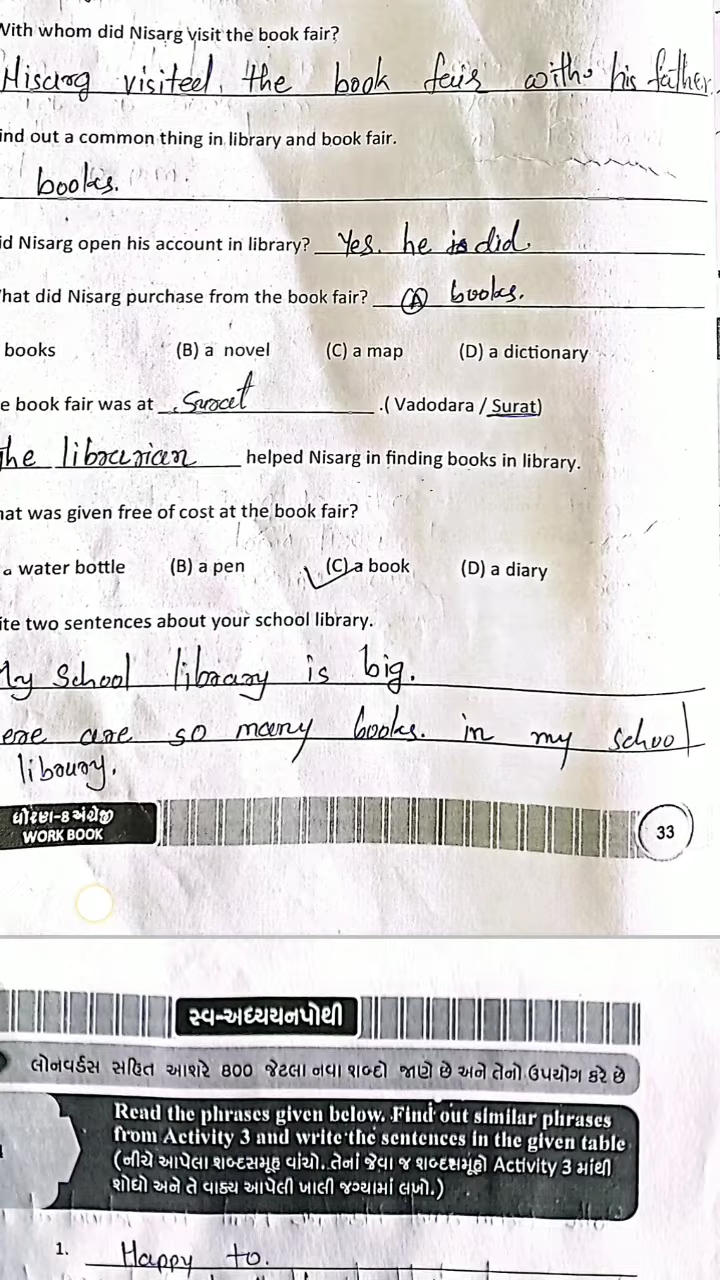 With whom did Nisarg visit the book fair?
Nisarg visited the book fair with his father.
ind out a common thing in library and book fair.
books.
id Nisarg open his account in library? Yes. he is did.
hat did Nisarg purchase from the book fair? (A) books.
books (B) a novel (C) a map (D) a dictionary
e book fair was at Surat .( Vadodara / Surat)
he librarian helped Nisarg in finding books in library.
hat was given free of cost at the book fair?
a water bottle (B) a pen (C) a book (D) a diary
ite two sentences about your school library.
My School library is big.
ere are so many books. in my school
liboury.
ધોરણ-8 અંગ્રેજી
WORK BOOK
33
સ્વ-અધ્યયનપોથી
લોનવર્ડસ સહિત આશરે 800 જેટલા નવા શબ્દો જાણે છે અને તેનો ઉપયોગ કરે છે
Read the phrases given below. Find out similar phrases
from Activity 3 and write the sentences in the given table
(નીચે આપેલા શબ્દસમૂહ વાંચો. તેનાં જેવા જ શબ્દસમૂહો Activity 3 માંથી
શોધો અને તે વાક્ય આપેલી ખાલી જગ્યામાં લખો.)
1. Happy to.